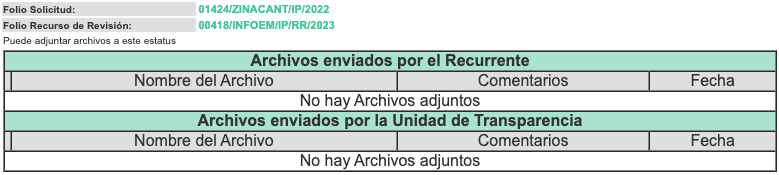 Folio Solicitud: 01424/ZINACANT/IP/2022
Folio Recurso de Revisión: 00418/INFOEM/IP/RR/2023
Puede adjuntar archivos a este estatus
Archivos enviados por el Recurrente
Nombre del Archivo Comentarios Fecha
No hay Archivos adjuntos
Archivos enviados por la Unidad de Transparencia
Nombre del Archivo Comentarios Fecha
No hay Archivos adjuntos